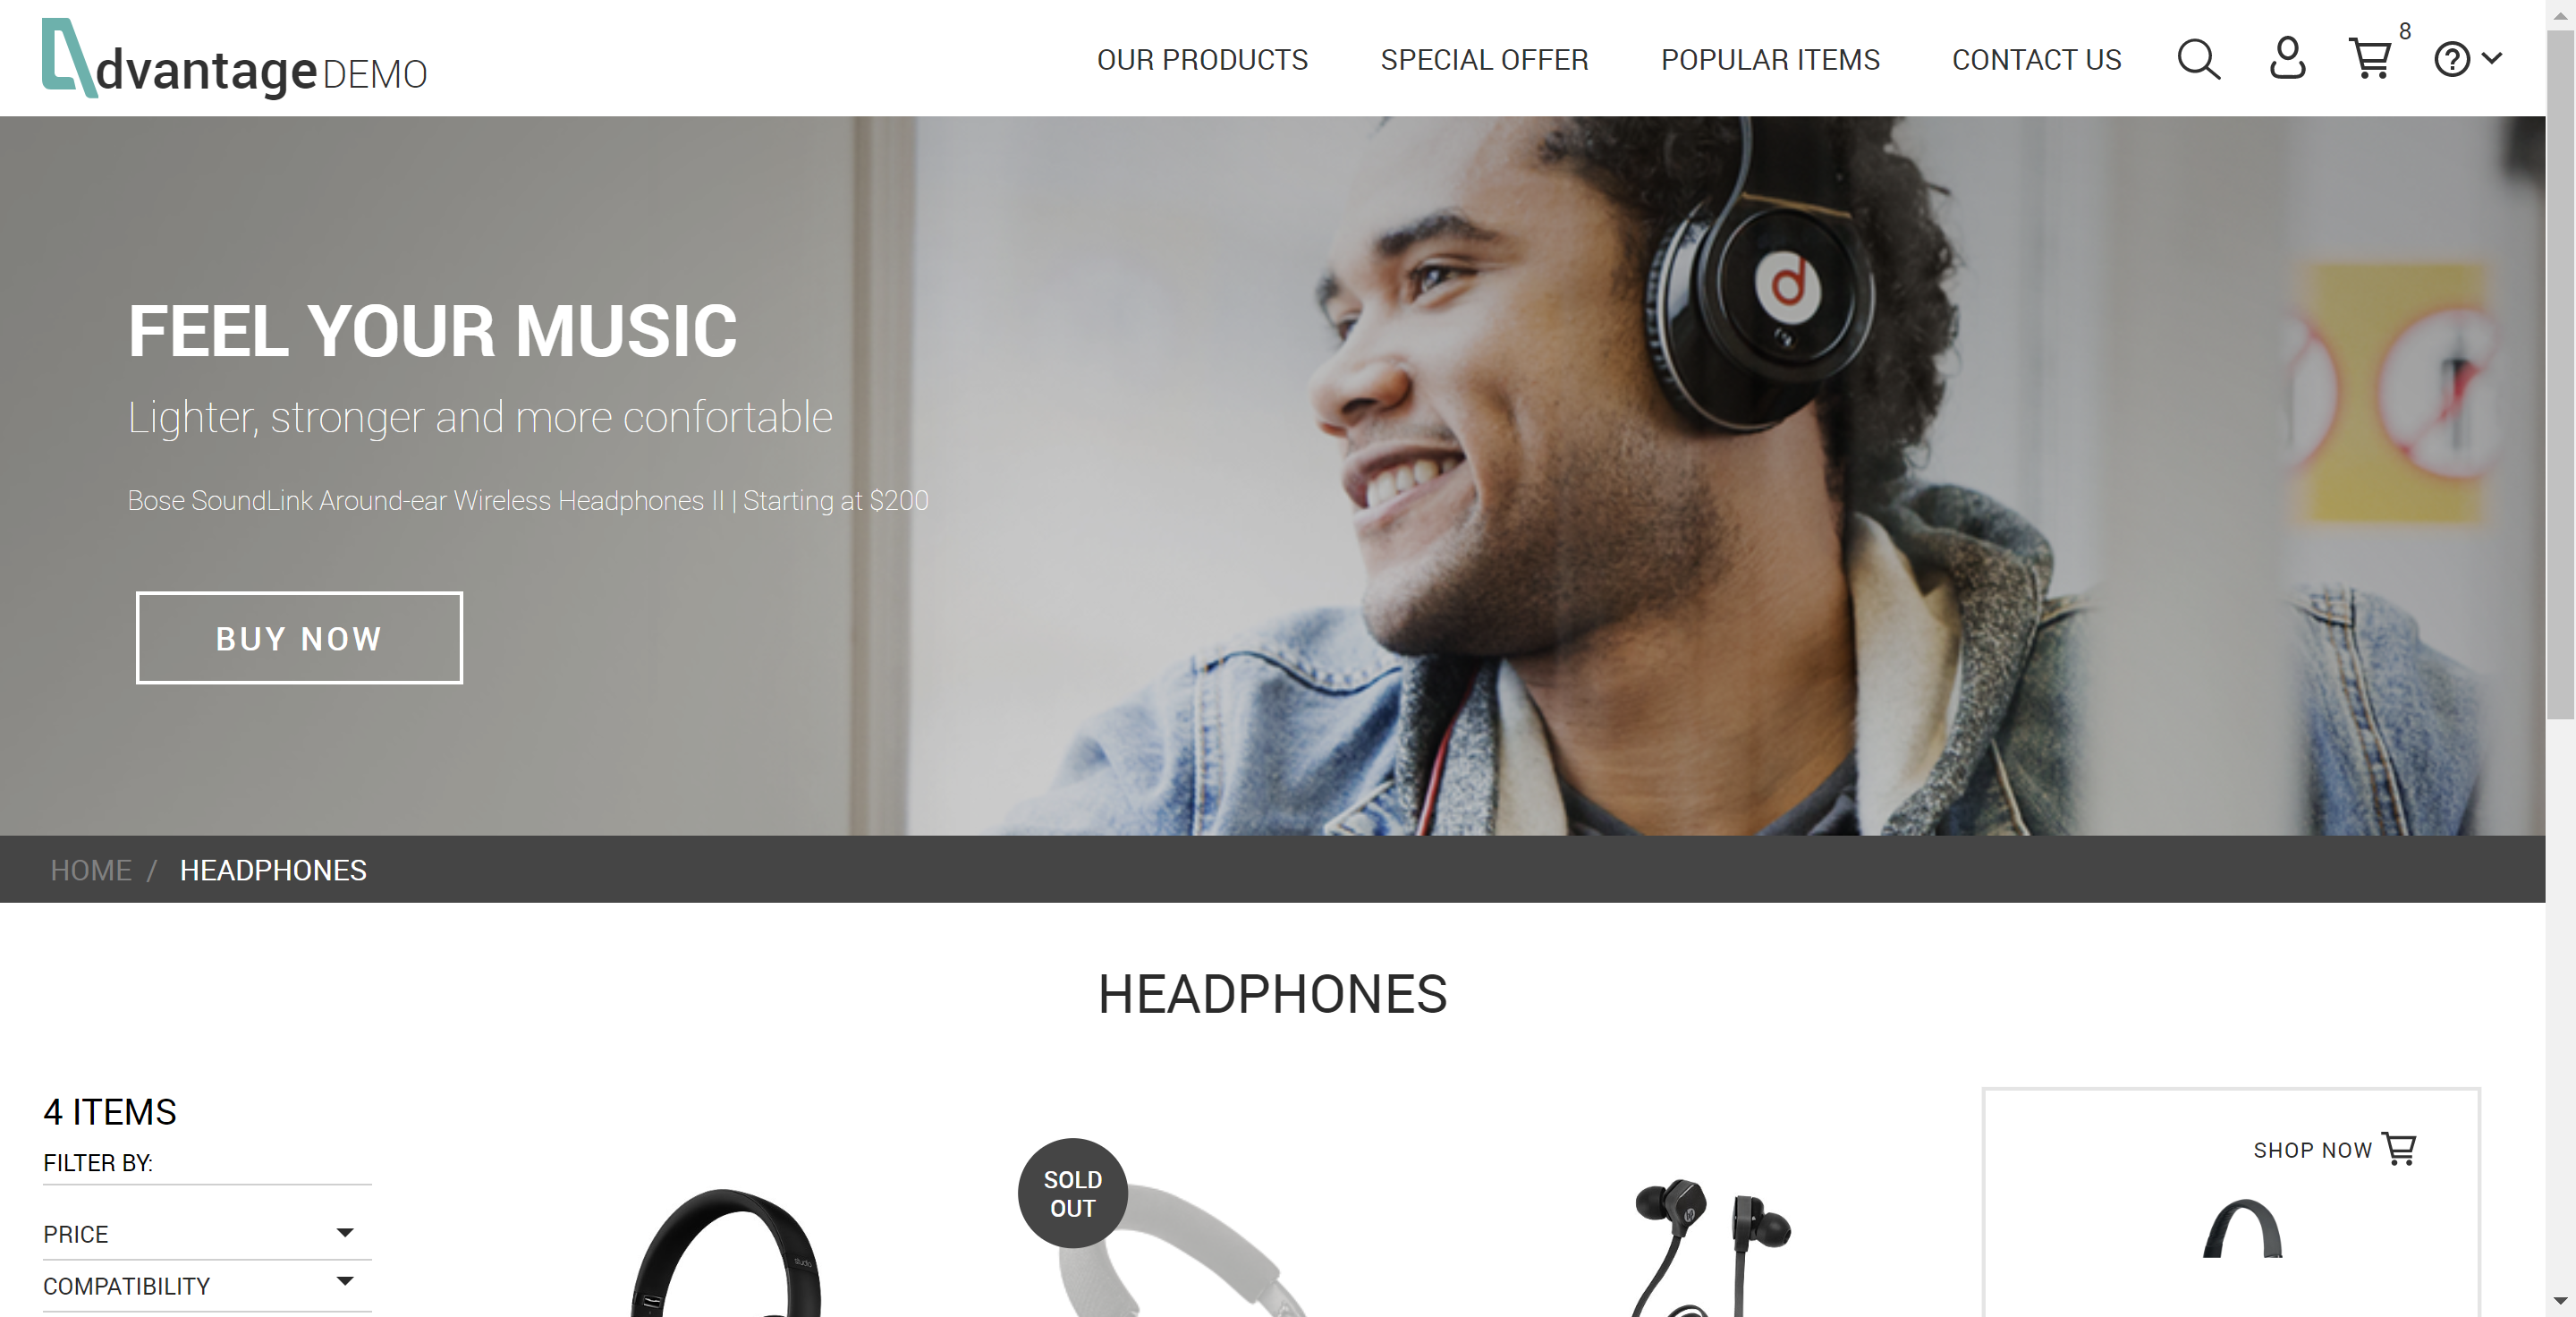 dvantage DEMO
OUR PRODUCTS SPECIAL OFFER POPULAR ITEMS CONTACT US 8
FEEL YOUR MUSIC
Lighter, stronger and more confortable
Bose SoundLink Around-ear Wireless Headphones II | Starting at $200
BUY NOW
HOME / HEADPHONES
HEADPHONES
4 ITEMS
FILTER BY:
PRICE
COMPATIBILITY
SOLD
OUT
studio
SHOP NOW